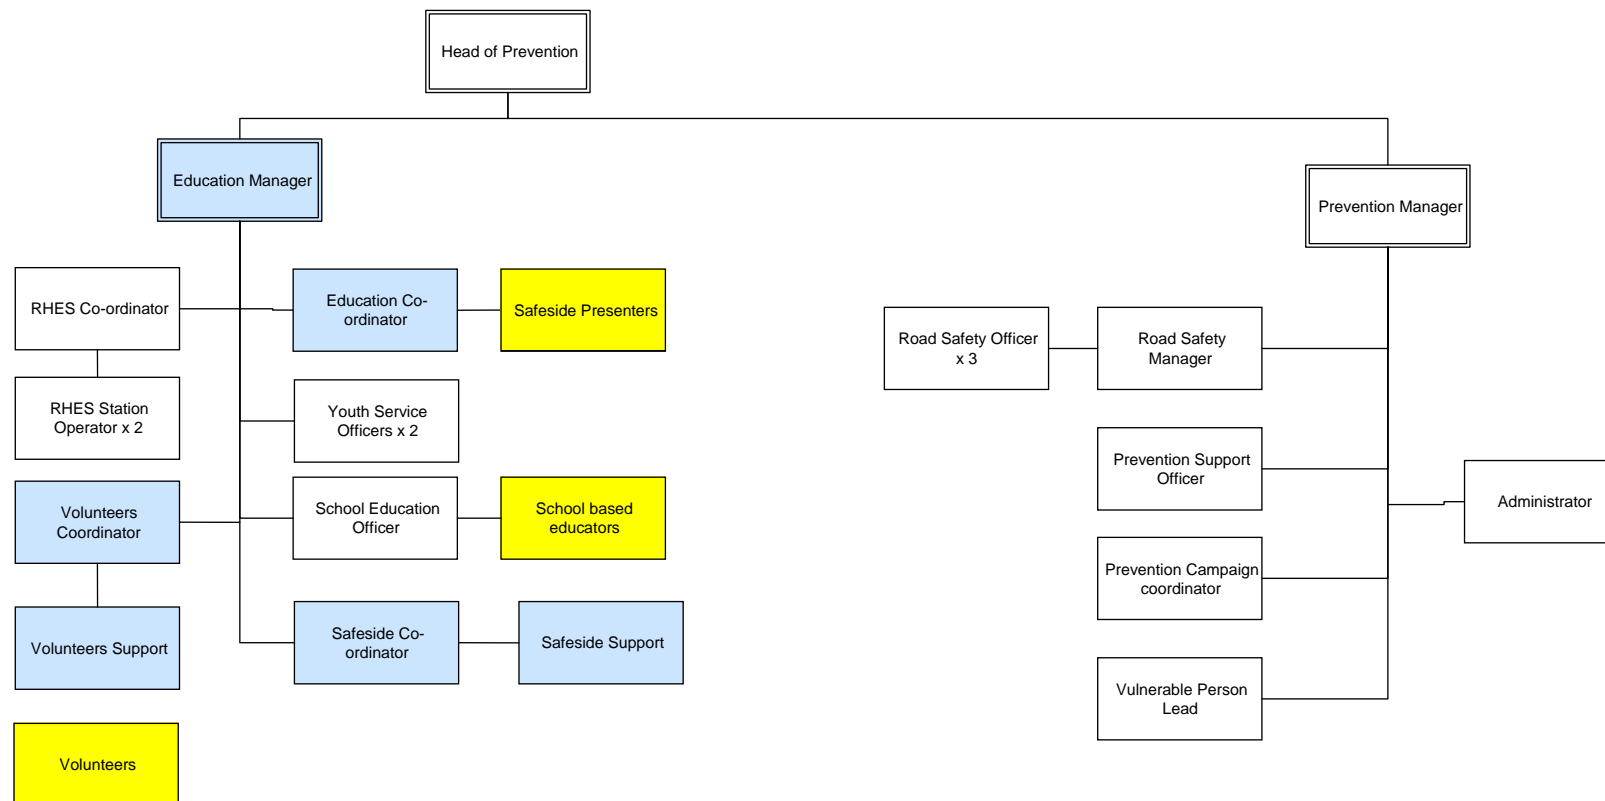 Head of Prevention
Education Manager
Prevention Manager
RHES Co-ordinator
Education Co-
ordinator
Safeside Presenters
Road Safety Officer
x 3
Road Safety
Manager
RHES Station
Operator x 2
Youth Service
Officers x 2
Prevention Support
Officer
Administrator
Volunteers
Coordinator
School Education
Officer
School based
educators
Prevention Campaign
coordinator
Volunteers Support
Safeside Co-
ordinator
Safeside Support
Vulnerable Person
Lead
Volunteers